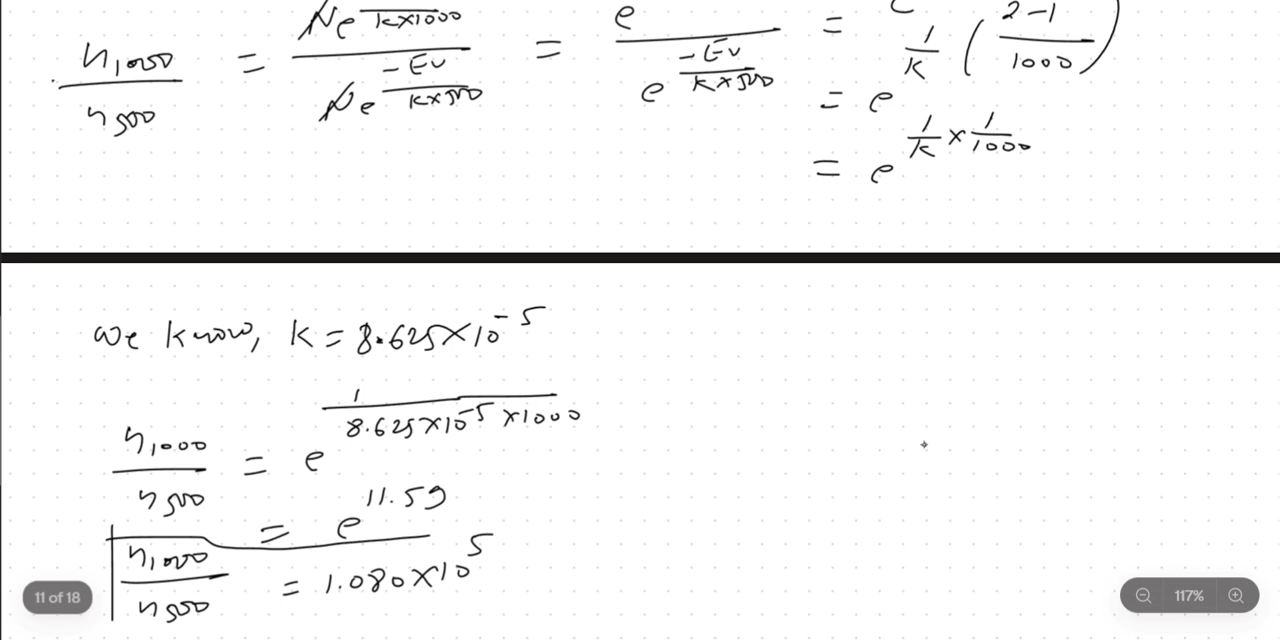 n1000/n500 = Ne^(/K×1000) / Ne^(-Ev/K×500) = e / e^(-Ev/K×500) =
= e^(1/K (2-1/1000))
= e^(1/K × 1/1000)
we know, K = 8.625×10^-5
n1000/n500 = e^(1/8.625×10^-5 ×1000)
= e^11.59
n1000/n500 = 1.080×10^5
11 of 18
117%